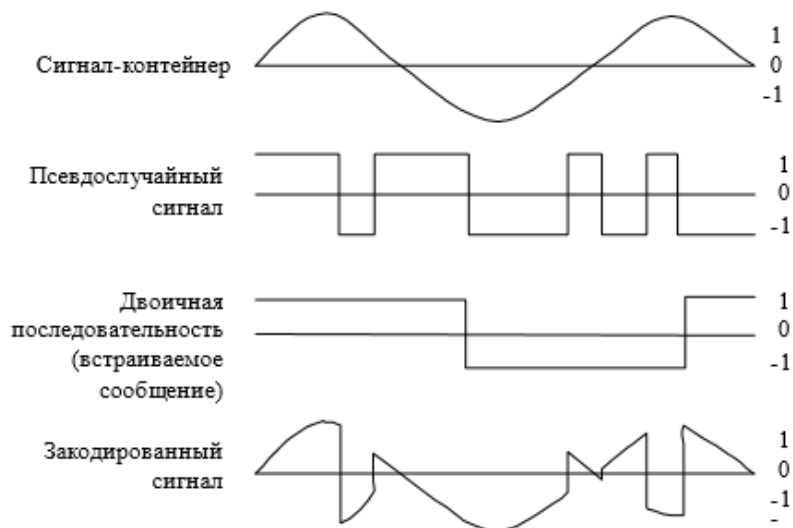 Сигнал-контейнер
1
0
-1
Псевдослучайный
сигнал
1
0
-1
Двоичная
последовательность
(встраиваемое
сообщение)
1
0
-1
Закодированный
сигнал
1
0
-1
-